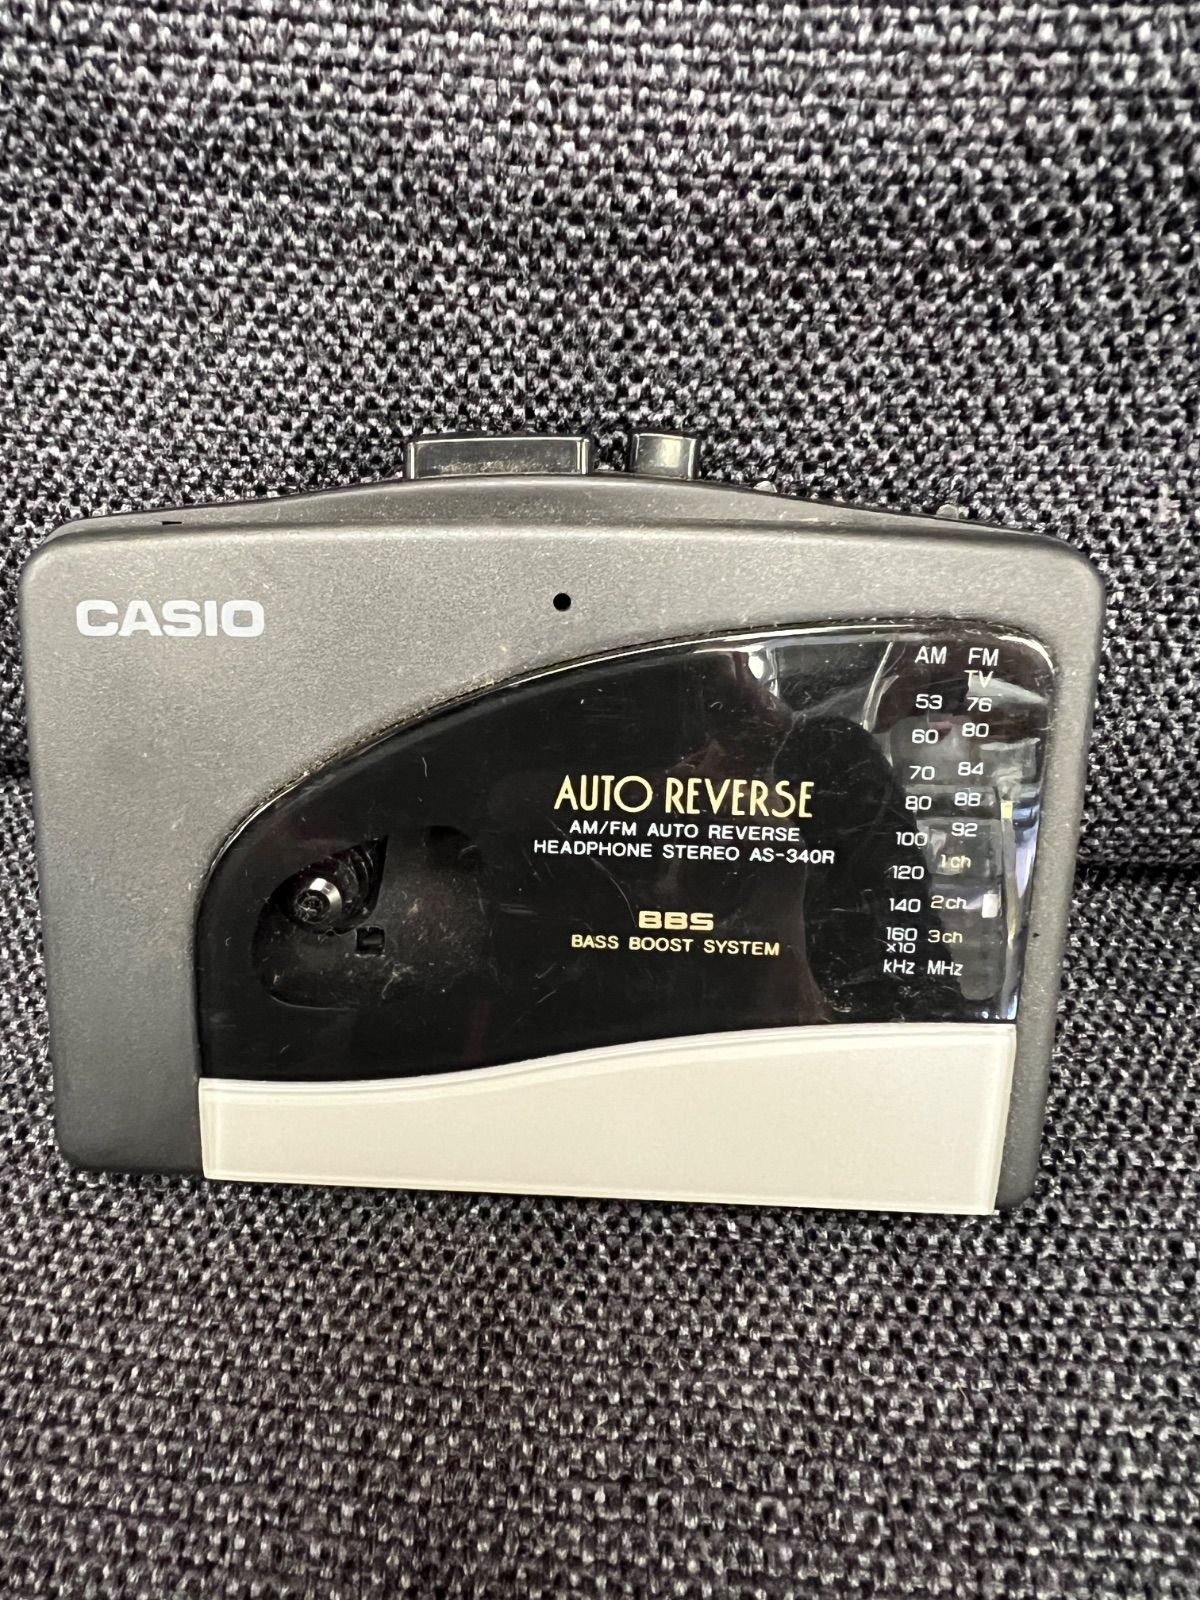 CASIO
AM FM
TV
53 76
60 80
70 84
80 88
100 92
120 1ch
140 2ch
160 3ch
x10
kHz MHz
AUTO REVERSE
AM/FM AUTO REVERSE
HEADPHONE STEREO AS-340R
BBS
BASS BOOST SYSTEM